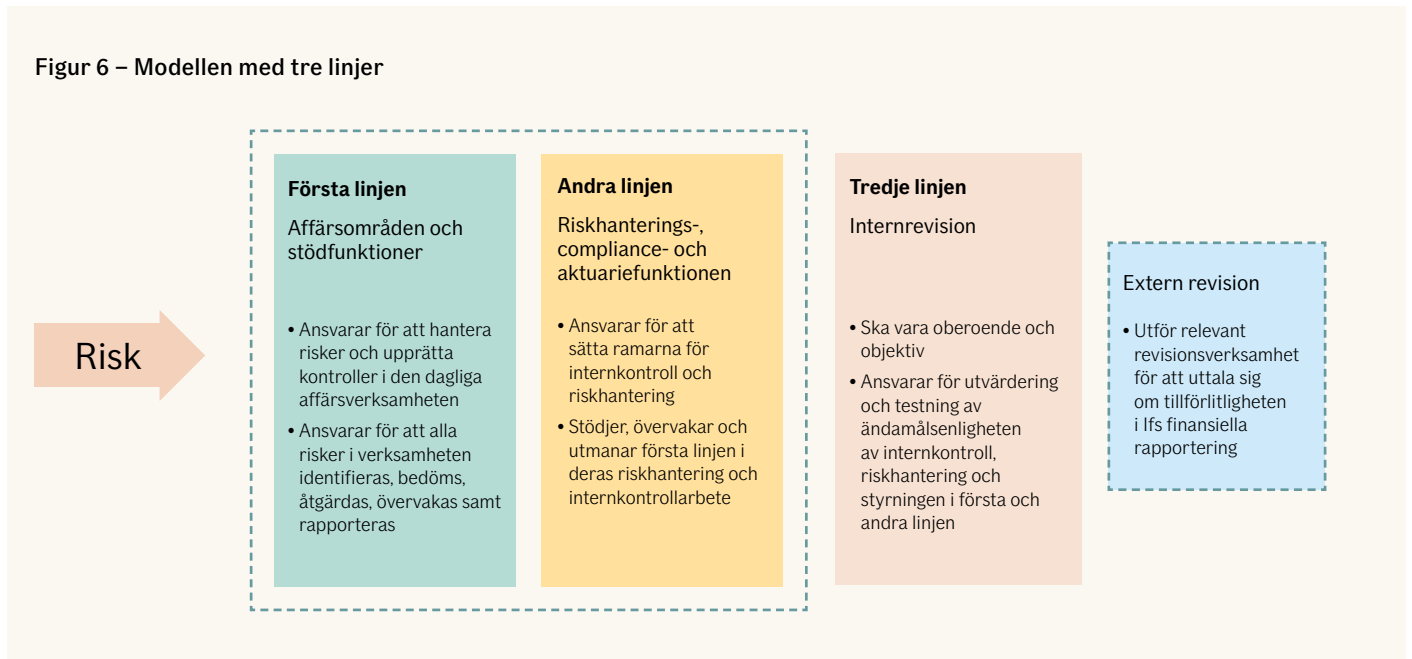 Figur 6 – Modellen med tre linjer
Risk
Första linjen
Affärsområden och
stödfunktioner
• Ansvarar för att hantera
risker och upprätta
kontroller i den dagliga
affärsverksamheten
• Ansvarar för att alla
risker i verksamheten
identifieras, bedöms,
åtgärdas, övervakas samt
rapporteras
Andra linjen
Riskhanterings-,
compliance- och
aktuariefunktionen
• Ansvarar för att
sätta ramarna för
internkontroll och
riskhantering
• Stödjer, övervakar och
utmanar första linjen i
deras riskhantering och
internkontrollarbete
Tredje linjen
Internrevision
• Ska vara oberoende och
objektiv
• Ansvarar för utvärdering
och testning av
ändamålsenligheten
av internkontroll,
riskhantering och
styrningen i första och
andra linjen
Extern revision
• Utför relevant
revisionsverksamhet
för att uttala sig
om tillförlitligheten
i Ifs finansiella
rapportering